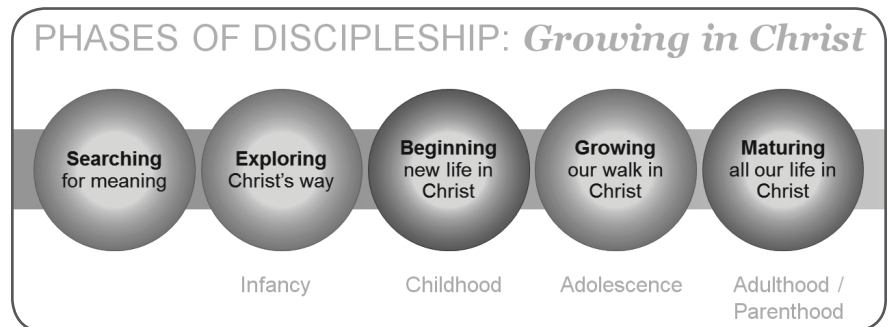 PHASES OF DISCIPLESHIP: Growing in Christ
Searching
for meaning
Exploring
Christ's way
Beginning
new life in
Christ
Growing
our walk in
Christ
Maturing
all our life in
Christ
Infancy
Childhood
Adolescence
Adulthood /
Parenthood